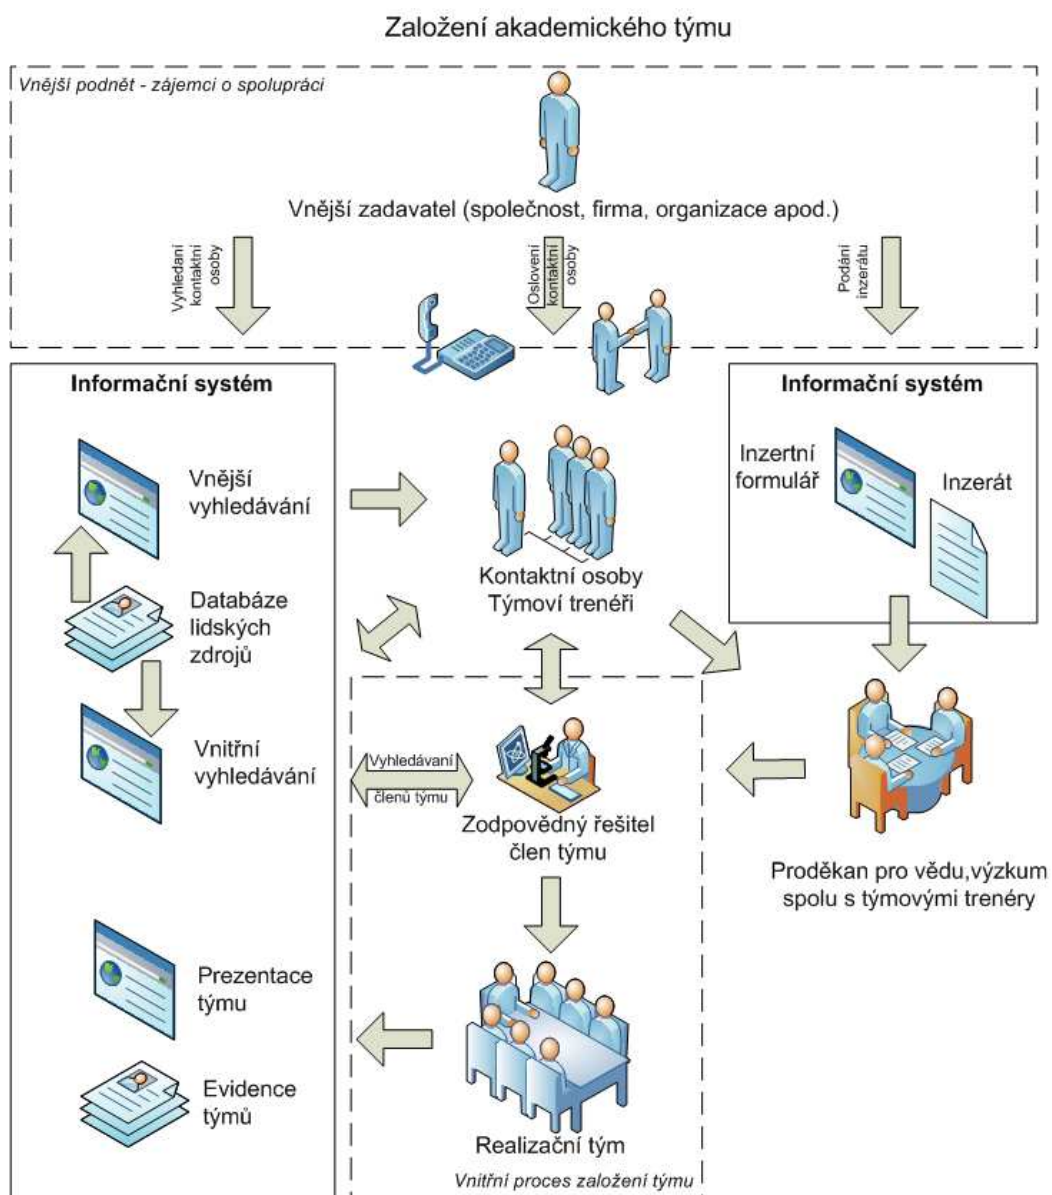 Založení akademického týmu
Vnější podnět - zájemci o spolupráci
Vnější zadavatel (společnost, firma, organizace apod.)
Vyhledaní
kontaktní
osoby
Oslovení
kontaktní
osoby
Podání
inzerátu
Informační systém
Vnější
vyhledávání
Databáze
lidských
zdrojů
Vnitřní
vyhledávání
Prezentace
týmu
Evidence
týmů
Kontaktní osoby
Týmoví trenéři
Vyhledávaní
členů týmu
Zodpovědný řešitel
člen týmu
Realizační tým
Vnitřní proces založení týmu
Informační systém
Inzertní
formulář
Inzerát
Proděkan pro vědu,výzkum
spolu s týmovými trenéry